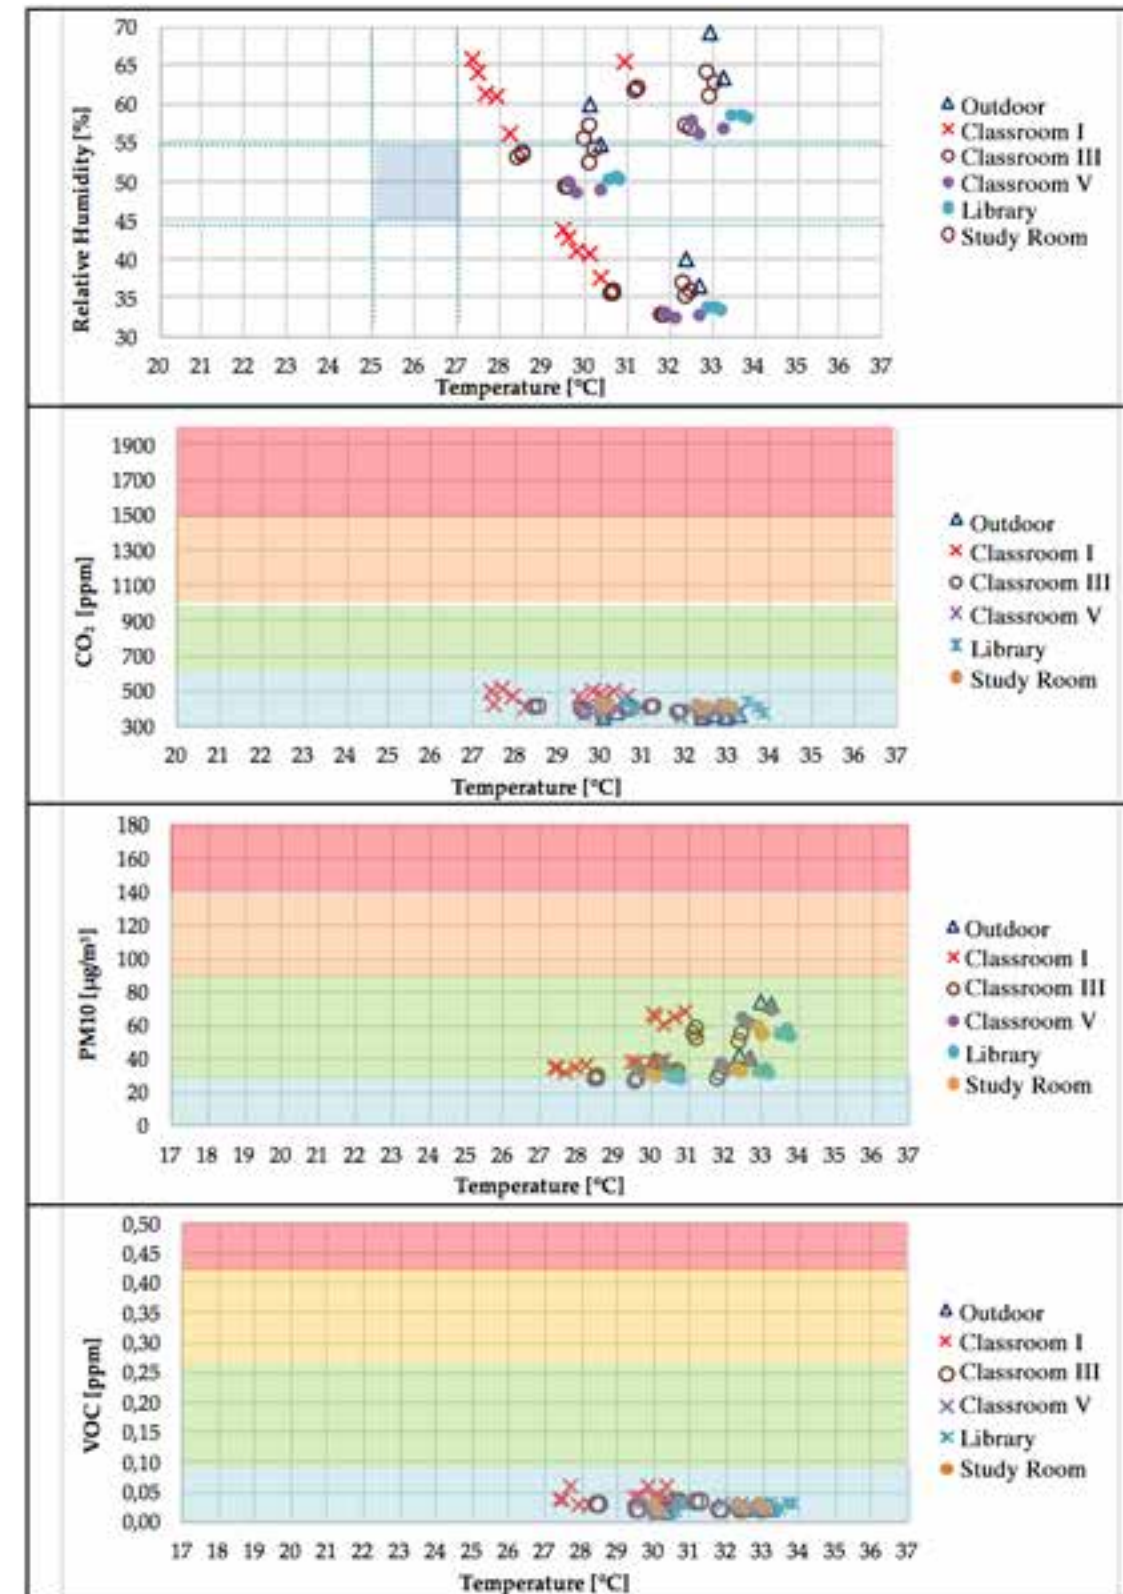 70
65
60
55
50
45
40
35
30
Relative Humidity [%]
20 21 22 23 24 25 26 27 28 29 30 31 32 33 34 35 36 37
Temperature [°C]
Outdoor
Classroom I
Classroom III
Classroom V
Library
Study Room
1900
1700
1500
1300
1100
900
700
500
300
CO₂ [ppm]
20 21 22 23 24 25 26 27 28 29 30 31 32 33 34 35 36 37
Temperature [°C]
Outdoor
Classroom I
Classroom III
Classroom V
Library
Study Room
180
160
140
120
100
80
60
40
20
0
PM10 [µg/m³]
17 18 19 20 21 22 23 24 25 26 27 28 29 30 31 32 33 34 35 36 37
Temperature [°C]
Outdoor
Classroom I
Classroom III
Classroom V
Library
Study Room
0,50
0,45
0,40
0,35
0,30
0,25
0,20
0,15
0,10
0,05
0,00
VOC [ppm]
17 18 19 20 21 22 23 24 25 26 27 28 29 30 31 32 33 34 35 36 37
Temperature [°C]
Outdoor
Classroom I
Classroom III
Classroom V
Library
Study Room